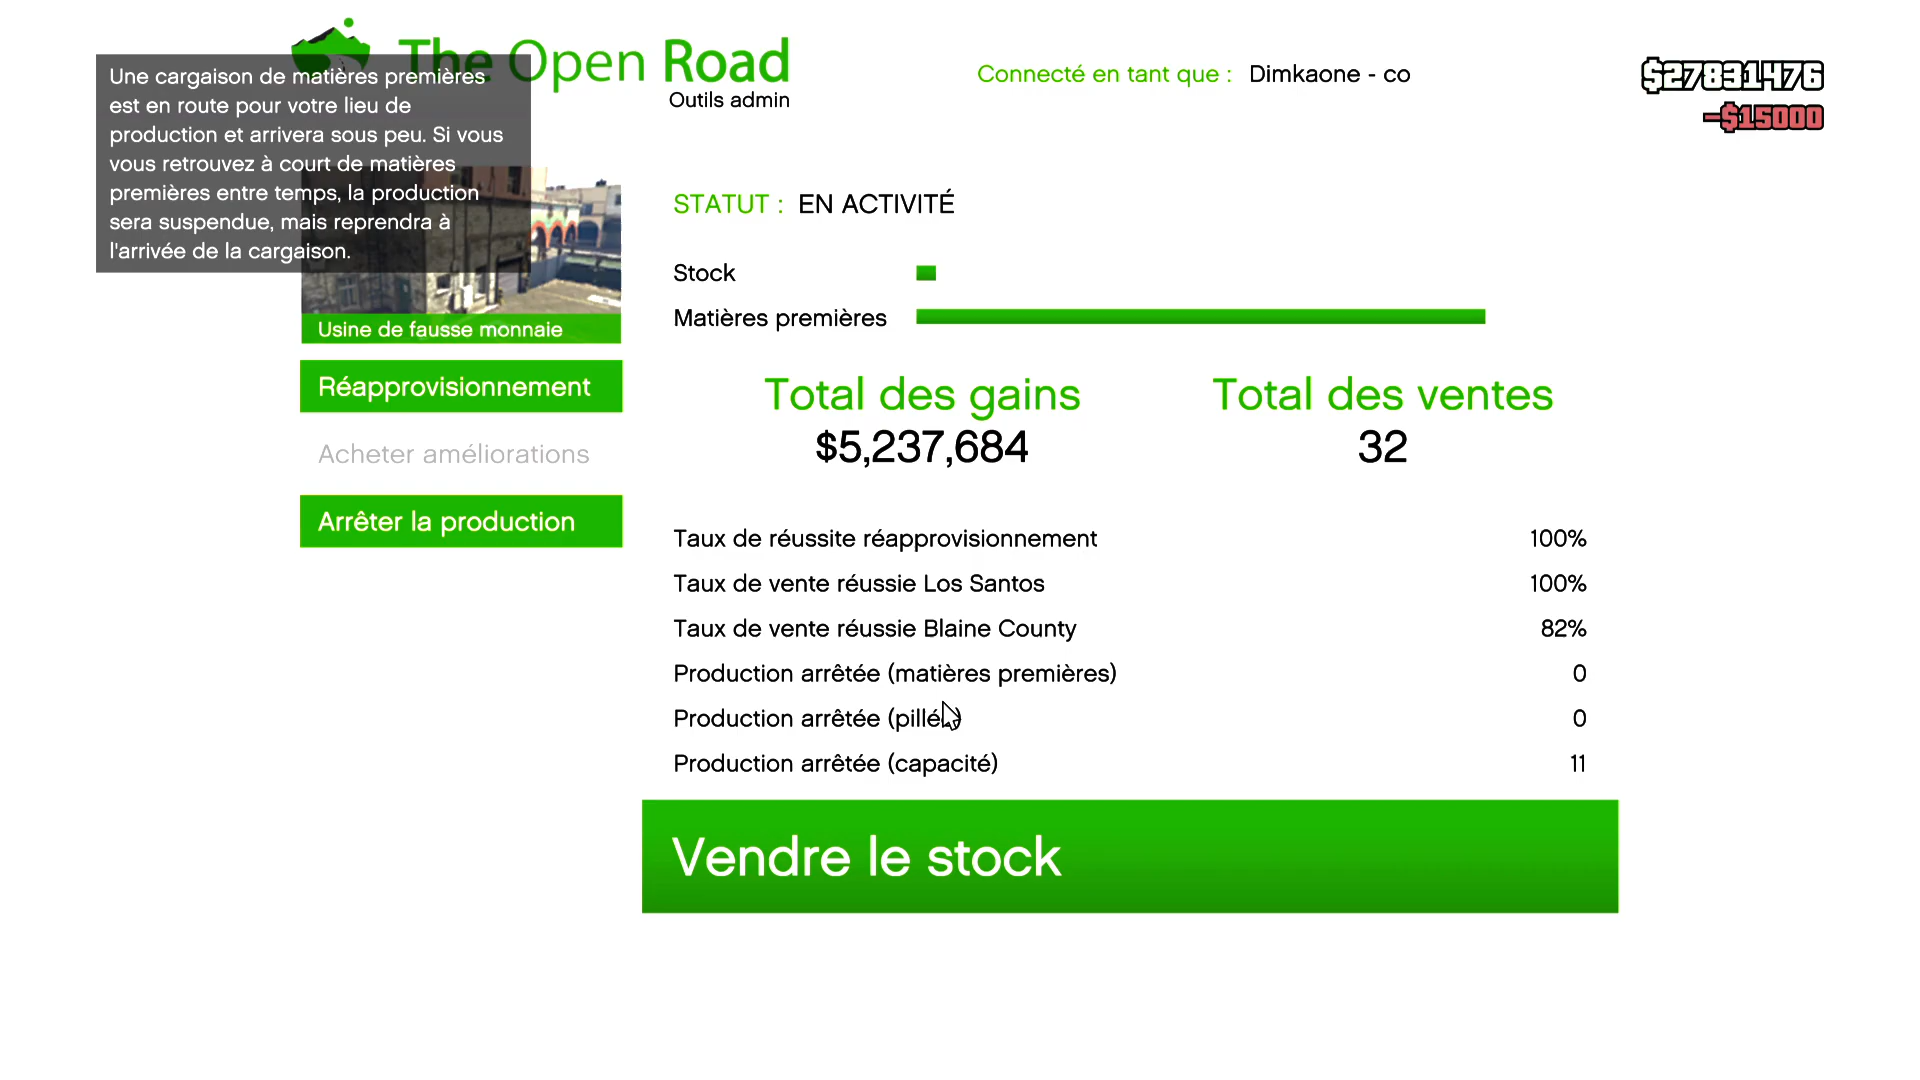 The Open Road
Outils admin
Connecté en tant que : Dimkaone - co
$27831476
-$15000
Une cargaison de matières premières
est en route pour votre lieu de
production et arrivera sous peu. Si vous
vous retrouvez à court de matières
premières entre temps, la production
sera suspendue, mais reprendra à
l'arrivée de la cargaison.
Usine de fausse monnaie
Réapprovisionnement
Acheter améliorations
Arrêter la production
STATUT : EN ACTIVITÉ
Stock
Matières premières
Total des gains
$5,237,684
Total des ventes
32
Taux de réussite réapprovisionnement 100%
Taux de vente réussie Los Santos 100%
Taux de vente réussie Blaine County 82%
Production arrêtée (matières premières) 0
Production arrêtée 0
Production arrêtée (capacité) 11
Vendre le stock